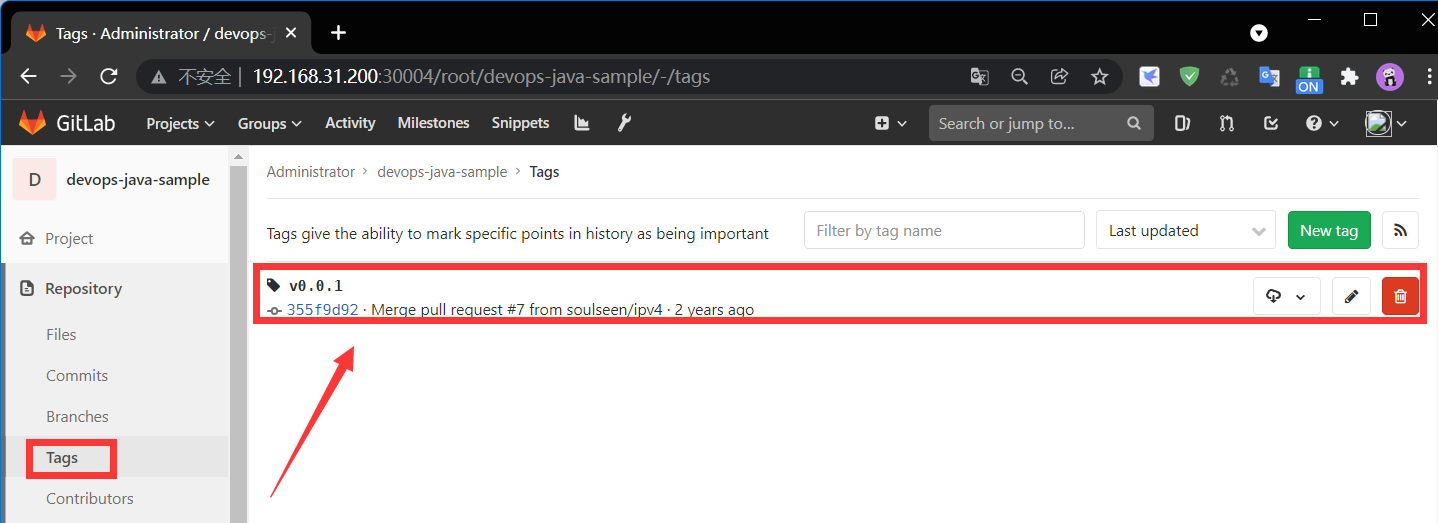 Tags · Administrator / devops-j
不安全 192.168.31.200:30004/root/devops-java-sample/-/tags
ON
GitLab Projects Groups Activity Milestones Snippets Search or jump to...
D devops-java-sample
Administrator > devops-java-sample > Tags
Project
Tags give the ability to mark specific points in history as being important Filter by tag name Last updated New tag
Repository
v0.0.1
355f9d92 · Merge pull request #7 from soulseen/ipv4 · 2 years ago
Files
Commits
Branches
Tags
Contributors